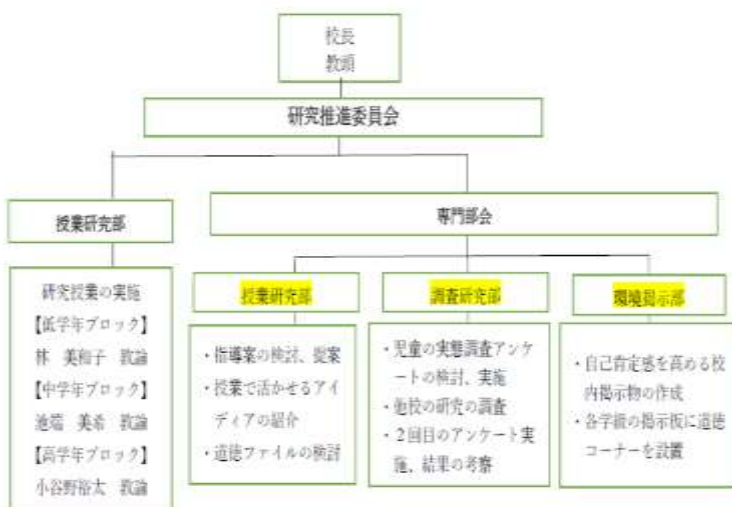 校長
教頭
研究推進委員会
授業研究部
専門部会
研究授業の実施
【低学年ブロック】
林　美和子　教諭
【中学年ブロック】
池端　美希　教諭
【高学年ブロック】
小谷野裕太　教諭
授業研究部
・指導案の検討、提案
・授業で活かせるアイ
ディアの紹介
・道徳ファイルの検討
調査研究部
・児童の実態調査アンケ
ートの検討、実施
・他校の研究の調査
・２回目のアンケート実
施、結果の考察
環境掲示部
・自己肯定感を高める校
内掲示物の作成
・各学級の掲示板に道徳
コーナーを設置